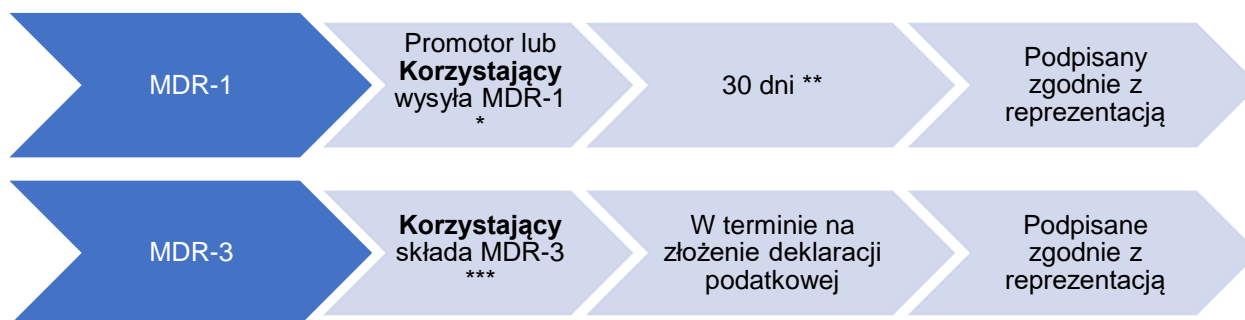 MDR-1
Promotor lub
Korzystający
wysyła MDR-1
*
30 dni **
Podpisany
zgodnie z
reprezentacją
MDR-3
Korzystający
składa MDR-3
***
W terminie na
złożenie deklaracji
podatkowej
Podpisane
zgodnie z
reprezentacją